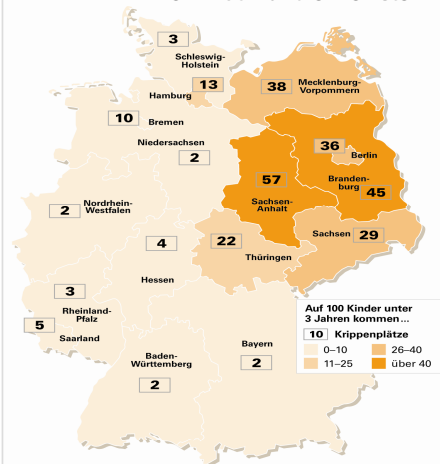 3
Schleswig-
Holstein
13
Hamburg
38
Mecklenburg-
Vorpommern
10
Bremen
Niedersachsen
2
36
Berlin
Branden-
burg
45
57
Sachsen-
Anhalt
2
Nordrhein-
Westfalen
4
Hessen
22
Thüringen
Sachsen
29
3
Rheinland-
Pfalz
5
Saarland
Baden-
Württemberg
2
Bayern
2
Auf 100 Kinder unter
3 Jahren kommen...
10 Krippenplätze
0–10
26–40
11–25
über 40